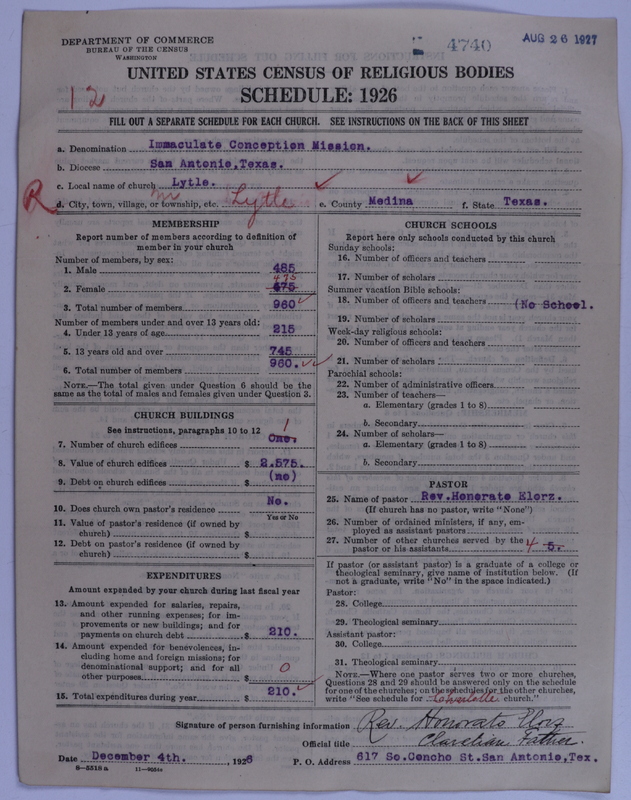 DEPARTMENT OF COMMERCE
BUREAU OF THE CENSUS
WASHINGTON
4740
AUG 26 1927
UNITED STATES CENSUS OF RELIGIOUS BODIES
SCHEDULE: 1926
12
FILL OUT A SEPARATE SCHEDULE FOR EACH CHURCH. SEE INSTRUCTIONS ON THE BACK OF THIS SHEET
a. Denomination Immaculate Conception Mission.
b. Diocese San Antonio, Texas.
c. Local name of church Lytle.
R d. City, town, village, or township, etc. Lytle e. County Medina f. State Texas.
MEMBERSHIP
Report number of members according to definition of
member in your church
Number of members, by sex:
1. Male 485
2. Female 475 475
3. Total number of members 960
Number of members under and over 13 years old:
4. Under 13 years of age 215
5. 13 years old and over 745
6. Total number of members 960.
NOTE.—The total given under Question 6 should be the
same as the total of males and females given under Question 3.
CHURCH BUILDINGS
See instructions, paragraphs 10 to 12
7. Number of church edifices 1 One.
8. Value of church edifices $ 2.575.
9. Debt on church edifices $ (no)
10. Does church own pastor's residence No.
Yes or No
11. Value of pastor's residence (if owned by
church) $
12. Debt on pastor's residence (if owned by
church) $
EXPENDITURES
Amount expended by your church during last fiscal year
13. Amount expended for salaries, repairs,
and other running expenses; for im-
provements or new buildings; and for
payments on church debt $ 210.
14. Amount expended for benevolences, in-
cluding home and foreign missions; for
denominational support; and for all
other purposes $ 0
15. Total expenditures during year $ 210.
CHURCH SCHOOLS
Report here only schools conducted by this church
Sunday schools:
16. Number of officers and teachers
17. Number of scholars
Summer vacation Bible schools:
18. Number of officers and teachers (No School.
19. Number of scholars
Week-day religious schools:
20. Number of officers and teachers
21. Number of scholars
Parochial schools:
22. Number of administrative officers
23. Number of teachers—
a. Elementary (grades 1 to 8)
b. Secondary
24. Number of scholars—
a. Elementary (grades 1 to 8)
b. Secondary
PASTOR
25. Name of pastor Rev. Honorato Elorz.
(If church has no pastor, write "None")
26. Number of ordained ministers, if any, em-
ployed as assistant pastors
27. Number of other churches served by the
pastor or his assistants 4 5.
If pastor (or assistant pastor) is a graduate of a college or
theological seminary, give name of institution below. (If
not a graduate, write "No" in the space indicated.)
Pastor:
28. College
29. Theological seminary
Assistant pastor:
30. College
31. Theological seminary
NOTE.—Where one pastor serves two or more churches,
Questions 28 and 29 should be answered only on the schedule
for one of the churches; on the schedules for the other churches,
write "See schedule for church."
Signature of person furnishing information Rev. Honorato Elorz
Official title Claretian Father.
Date December 4th., 1926 P. O. Address 617 So. Concho St. San Antonio, Tex.
8—5518 a 11—9054a